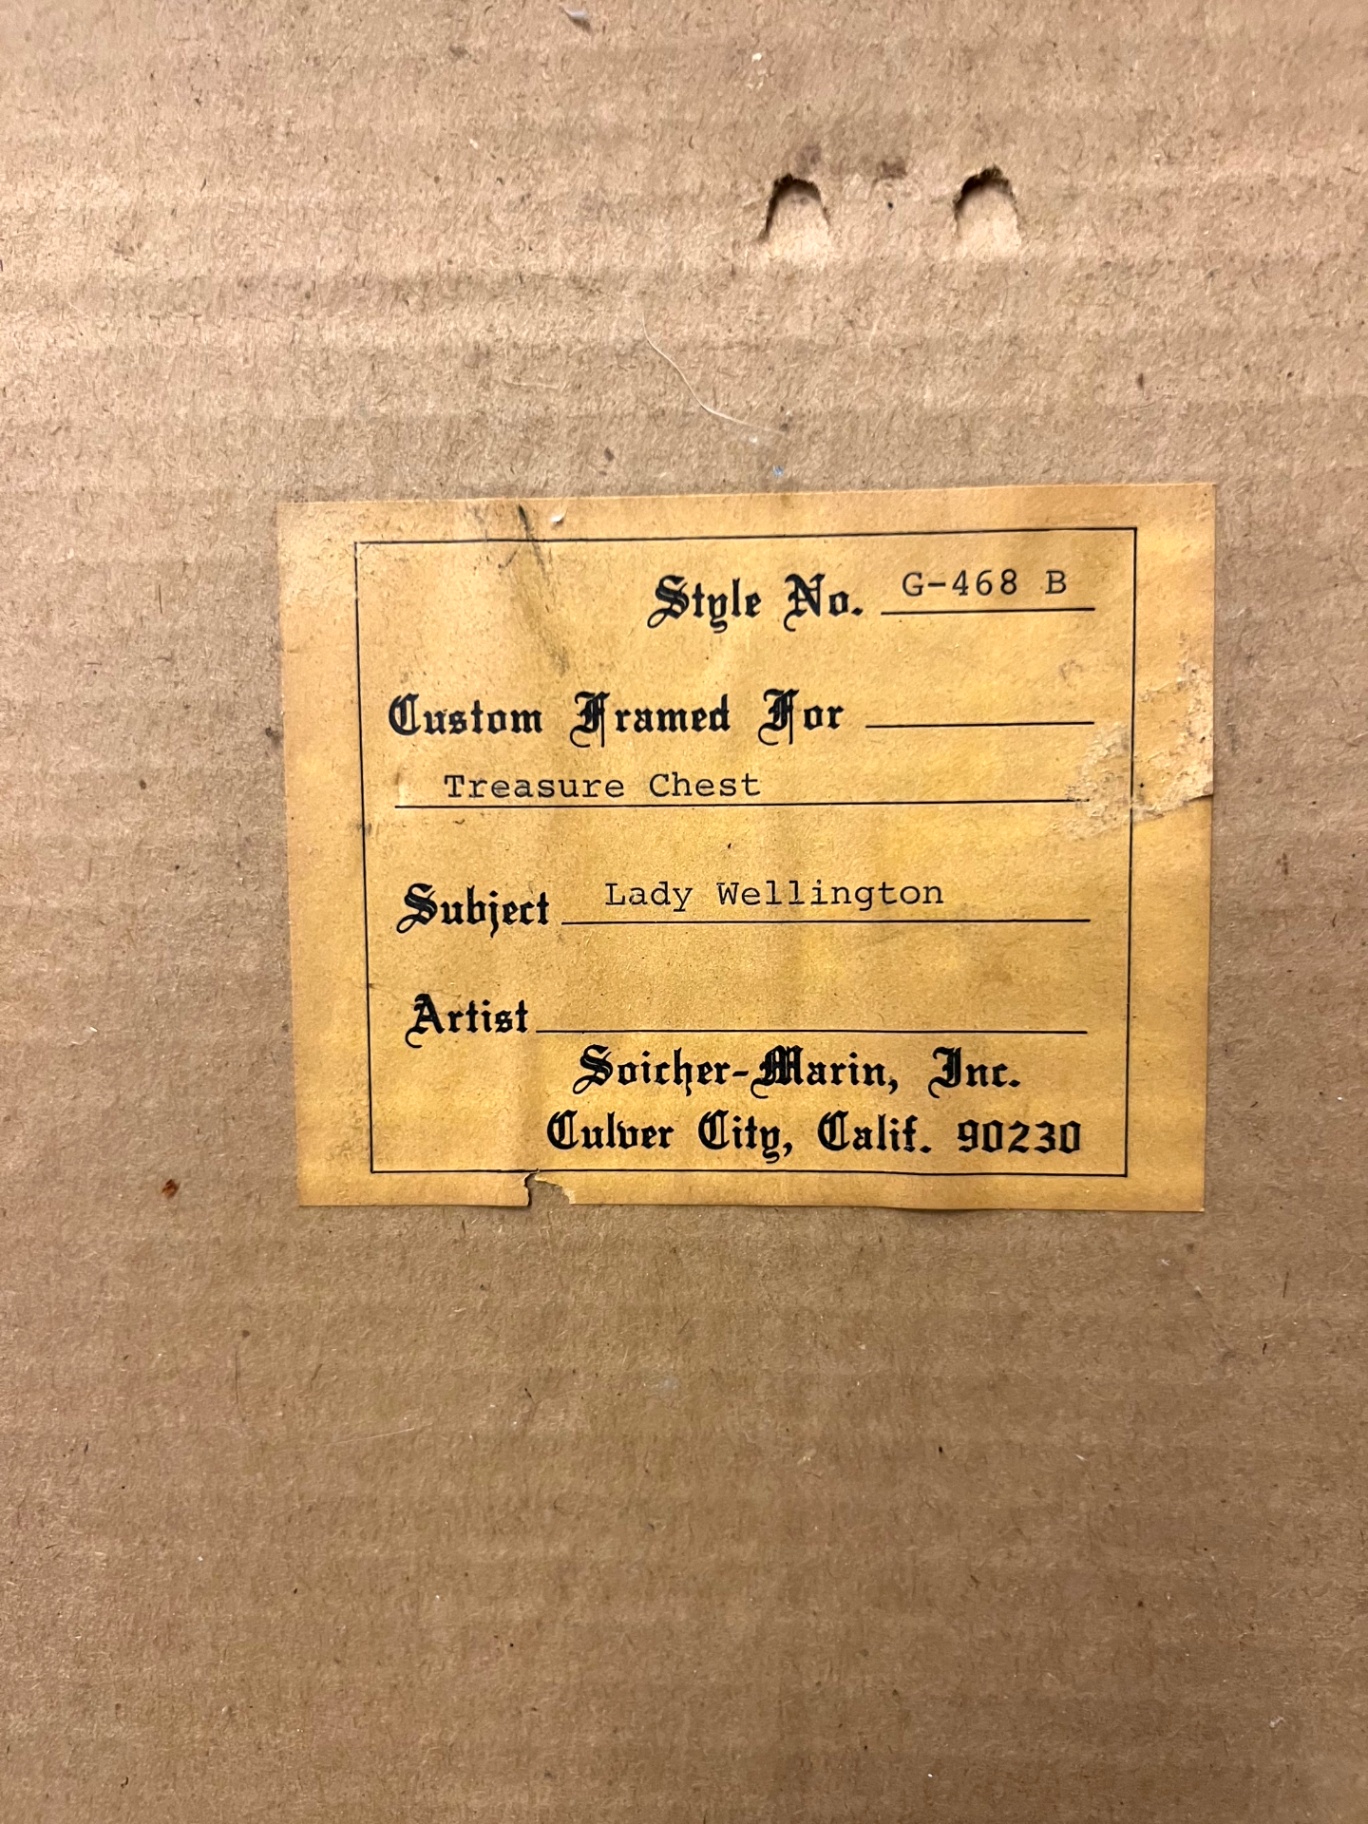 Style No. G-468 B
Custom Framed For
Treasure Chest
Subject Lady Wellington
Artist
Soicher-Marin, Inc.
Culver City, Calif. 90230